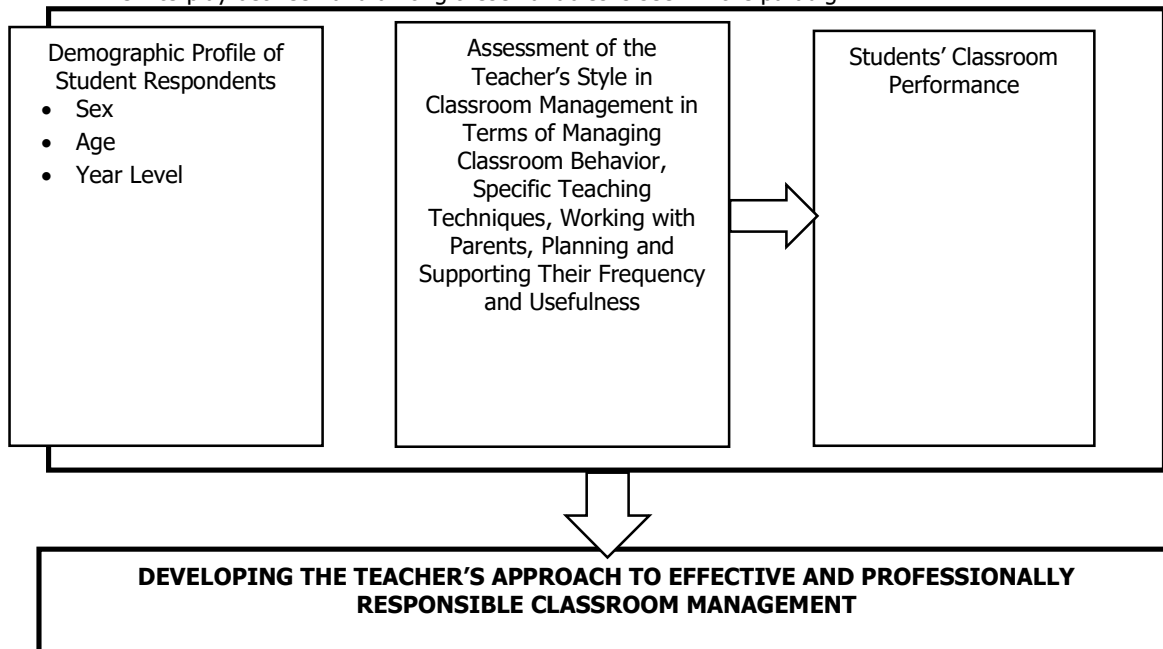 Demographic Profile of
Student Respondents
• Sex
• Age
• Year Level
Assessment of the
Teacher’s Style in
Classroom Management in
Terms of Managing
Classroom Behavior,
Specific Teaching
Techniques, Working with
Parents, Planning and
Supporting Their Frequency
and Usefulness
Students’ Classroom
Performance
DEVELOPING THE TEACHER’S APPROACH TO EFFECTIVE AND PROFESSIONALLY
RESPONSIBLE CLASSROOM MANAGEMENT